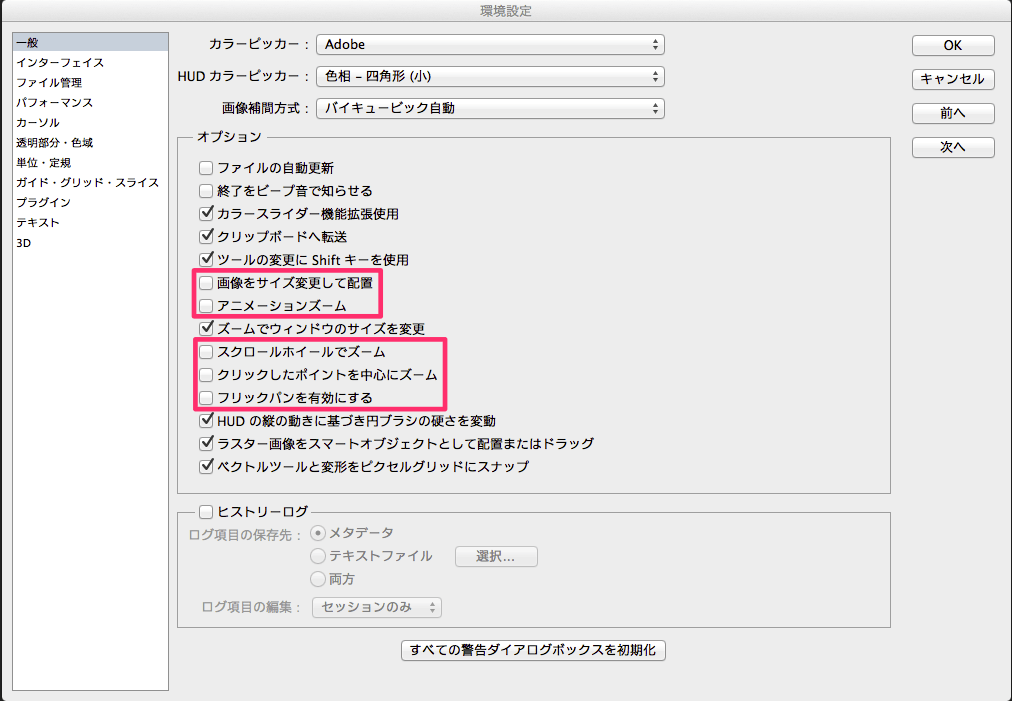 環境設定
一般
インターフェイス
ファイル管理
パフォーマンス
カーソル
透明部分・色域
単位・定規
ガイド・グリッド・スライス
プラグイン
テキスト
3D
カラーピッカー： Adobe
HUD カラーピッカー： 色相 – 四角形 (小)
画像補間方式： バイキュービック自動
オプション
ファイルの自動更新
終了をビープ音で知らせる
カラースライダー機能拡張使用
クリップボードへ転送
ツールの変更に Shift キーを使用
画像をサイズ変更して配置
アニメーションズーム
ズームでウィンドウのサイズを変更
スクロールホイールでズーム
クリックしたポイントを中心にズーム
フリックパンを有効にする
HUD の縦の動きに基づき円ブラシの硬さを変動
ラスター画像をスマートオブジェクトとして配置またはドラッグ
ベクトルツールと変形をピクセルグリッドにスナップ
ヒストリーログ
ログ項目の保存先： メタデータ
テキストファイル 選択...
両方
ログ項目の編集： セッションのみ
すべての警告ダイアログボックスを初期化
OK
キャンセル
前へ
次へ